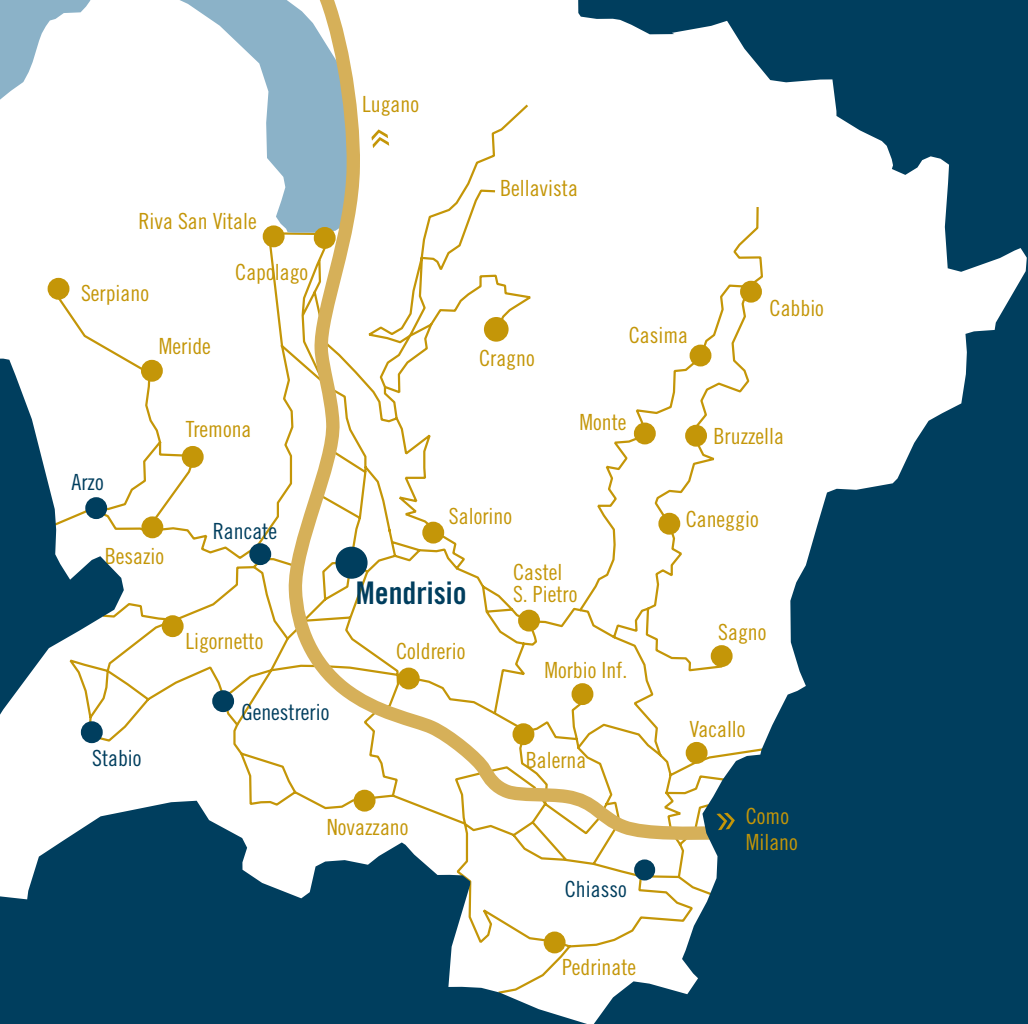 Lugano
Bellavista
Riva San Vitale
Capolago
Serpiano
Cabbio
Casima
Meride
Cragno
Monte
Tremona
Bruzzella
Arzo
Salorino
Caneggio
Rancate
Besazio
Castel
S. Pietro
Mendrisio
Sagno
Ligornetto
Coldrerio
Morbio Inf.
Genestrerio
Vacallo
Stabio
Balerna
Como
Milano
Novazzano
Chiasso
Pedrinate